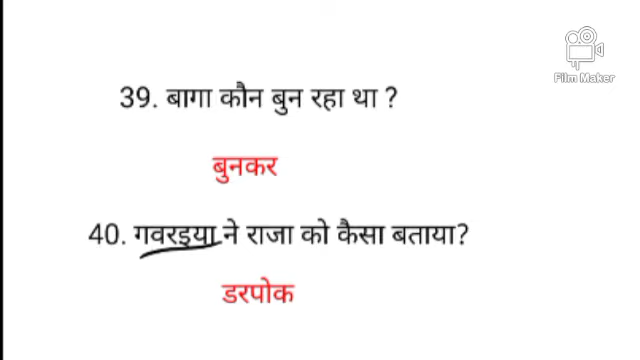 Film Maker
39. बागा कौन बुन रहा था ?
बुनकर
40. गवरइया ने राजा को कैसा बताया?
डरपोक